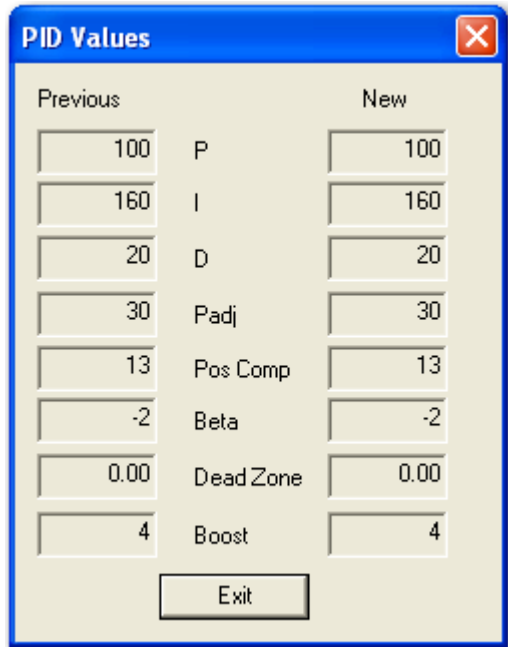 PID Values
Previous New
100 P 100
160 I 160
20 D 20
30 Padj 30
13 Pos Comp 13
-2 Beta -2
0.00 Dead Zone 0.00
4 Boost 4
Exit